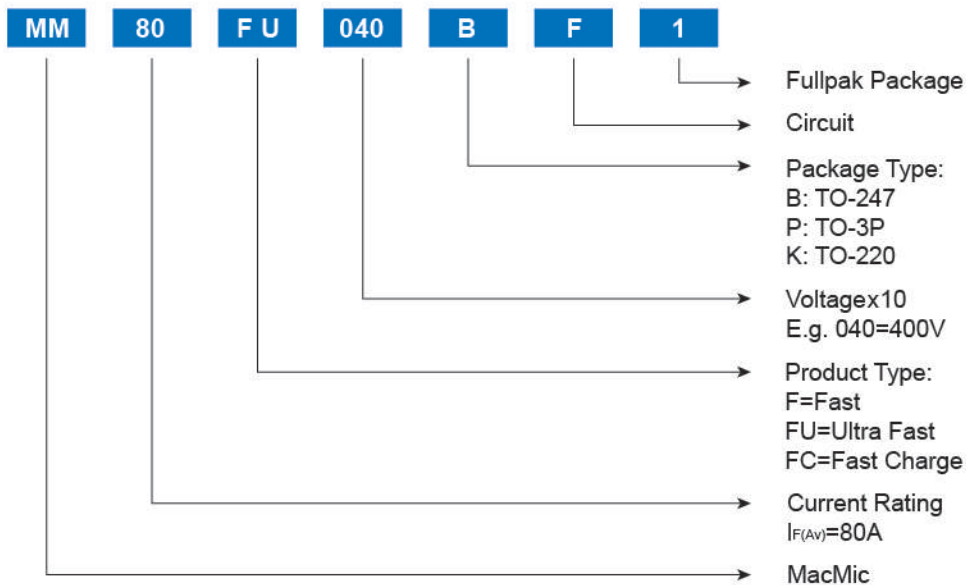 MM 80 F U 040 B F 1
Fullpak Package
Circuit
Package Type:
B: TO-247
P: TO-3P
K: TO-220
Voltagex10
E.g. 040=400V
Product Type:
F=Fast
FU=Ultra Fast
FC=Fast Charge
Current Rating
IF(AV)=80A
MacMic